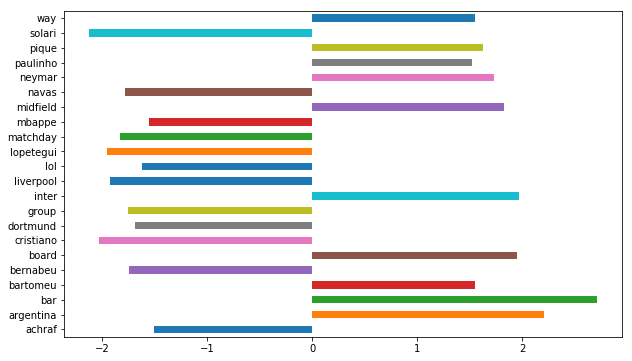 way
solari
pique
paulinho
neymar
navas
midfield
mbappe
matchday
lopetegui
lol
liverpool
inter
group
dortmund
cristiano
board
bernabeu
bartomeu
bar
argentina
achraf
−2 −1 0 1 2